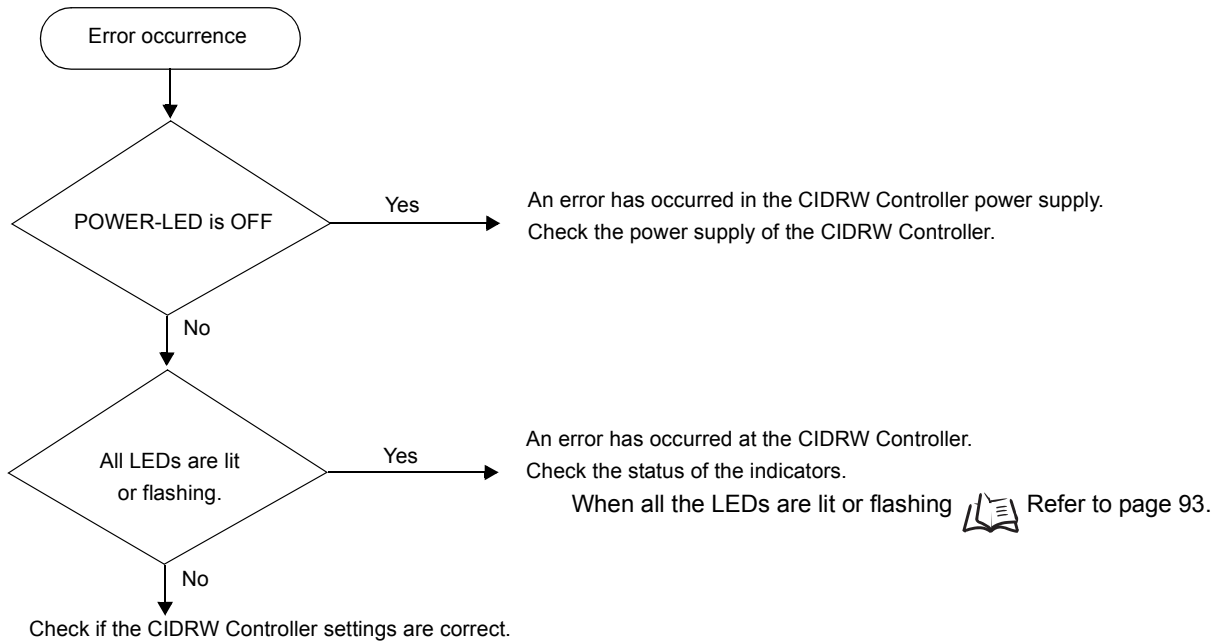 Error occurrence
POWER-LED is OFF
Yes
An error has occurred in the CIDRW Controller power supply.
Check the power supply of the CIDRW Controller.
No
All LEDs are lit
or flashing.
Yes
An error has occurred at the CIDRW Controller.
Check the status of the indicators.
When all the LEDs are lit or flashing Refer to page 93.
No
Check if the CIDRW Controller settings are correct.